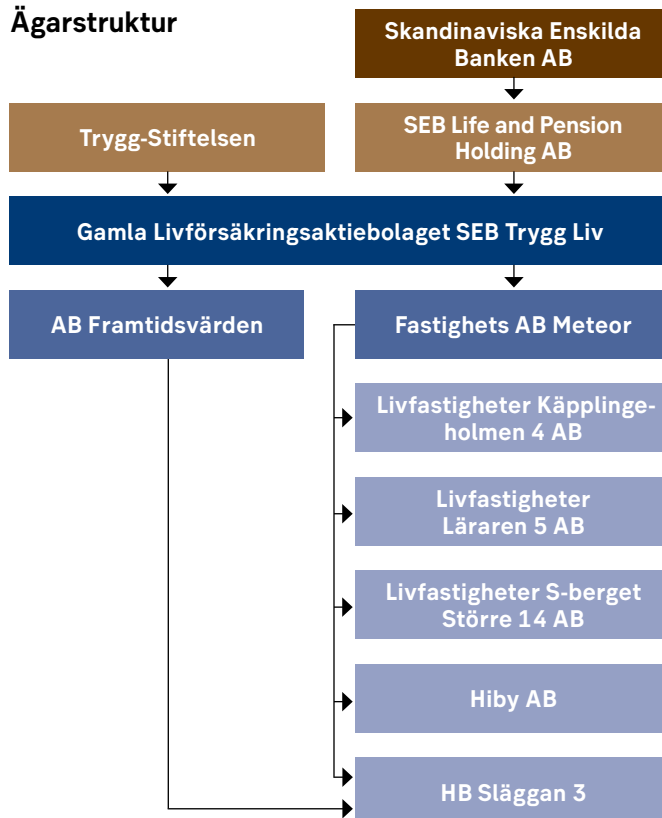 Ägarstruktur
Skandinaviska Enskilda
Banken AB
Trygg-Stiftelsen
SEB Life and Pension
Holding AB
Gamla Livförsäkringsaktiebolaget SEB Trygg Liv
AB Framtidsvärden
Fastighets AB Meteor
Livfastigheter Käpplinge-
holmen 4 AB
Livfastigheter
Läraren 5 AB
Livfastigheter S-berget
Större 14 AB
Hiby AB
HB Släggan 3